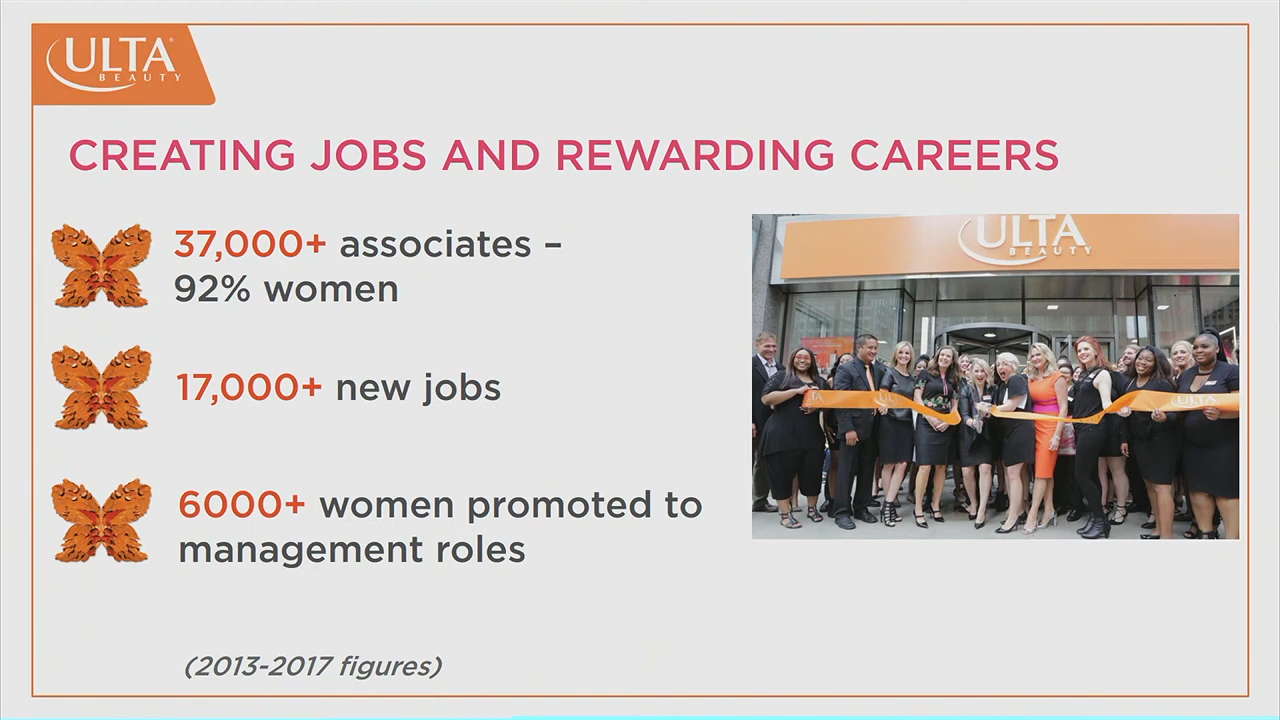 ULTA
BEAUTY
CREATING JOBS AND REWARDING CAREERS
37,000+ associates –
92% women
17,000+ new jobs
6000+ women promoted to
management roles
(2013-2017 figures)
ULTA
BEAUTY
ULTA